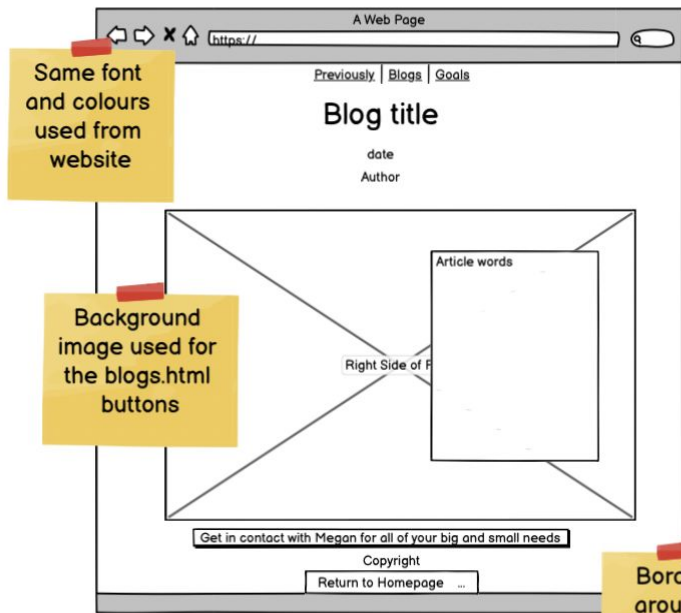 A Web Page
https://
Previously | Blogs | Goals
Blog title
date
Author
Same font
and colours
used from
website
Article words
Right Side of
Background
image used for
the blogs.html
buttons
Get in contact with Megan for all of your big and small needs
Copyright
Return to Homepage ...